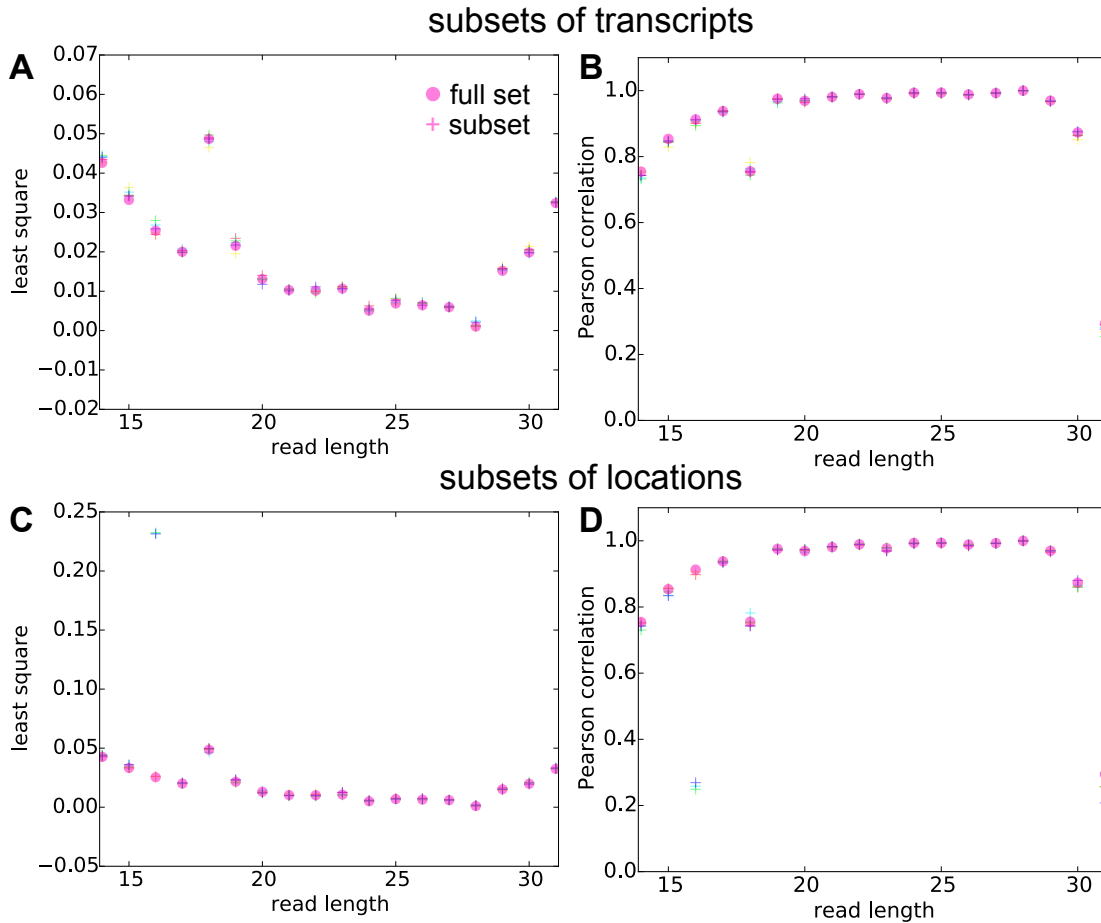 subsets of transcripts
A
0.07
0.06
0.05
0.04
0.03
0.02
0.01
0.00
−0.01
−0.02
least square
full set
subset
15
20
25
30
read length
B
1.0
0.8
0.6
0.4
0.2
0.0
Pearson correlation
15
20
25
30
read length
subsets of locations
C
0.25
0.20
0.15
0.10
0.05
0.00
−0.05
least square
15
20
25
30
read length
D
1.0
0.8
0.6
0.4
0.2
0.0
Pearson correlation
15
20
25
30
read length